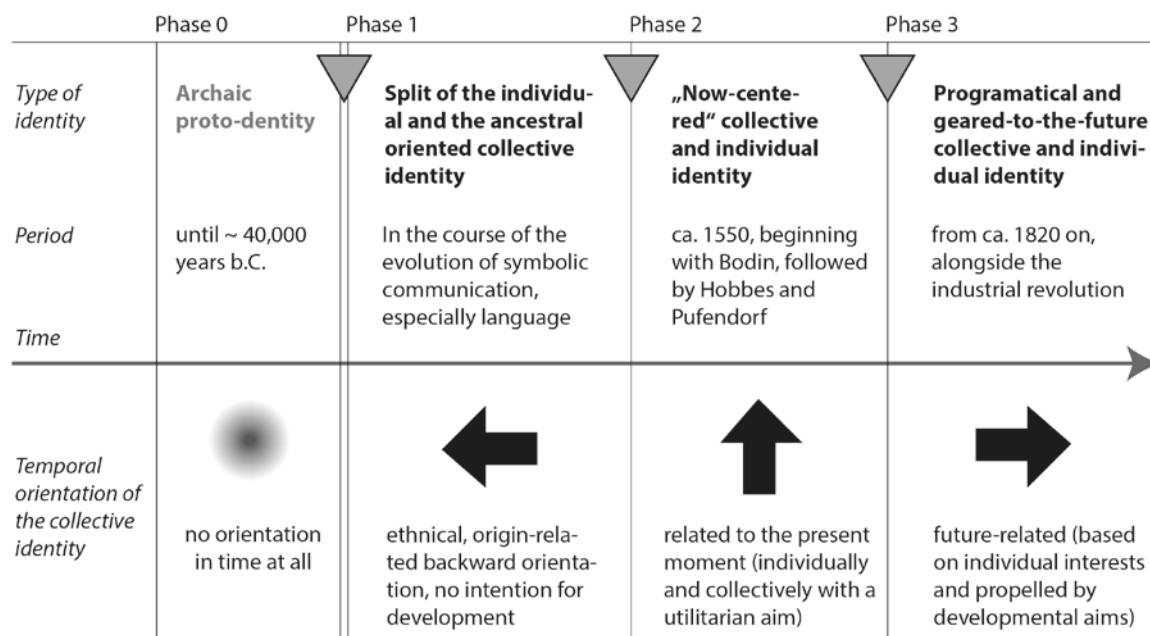 Phase 0
Phase 1
Phase 2
Phase 3
Type of
identity
Archaic
proto-dentity
Split of the individu-
al and the ancestral
oriented collective
identity
„Now-cente-
red“ collective
and individual
identity
Programatical and
geared-to-the-future
collective and indivi-
dual identity
Period
until ~ 40,000
years b.C.
In the course of the
evolution of symbolic
communication,
especially language
ca. 1550, beginning
with Bodin, followed
by Hobbes and
Pufendorf
from ca. 1820 on,
alongside the
industrial revolution
Time
Temporal
orientation of
the collective
identity
no orientation
in time at all
ethnical, origin-rela-
ted backward orienta-
tion, no intention for
development
related to the present
moment (individually
and collectively with a
utilitarian aim)
future-related (based
on individual interests
and propelled by
developmental aims)